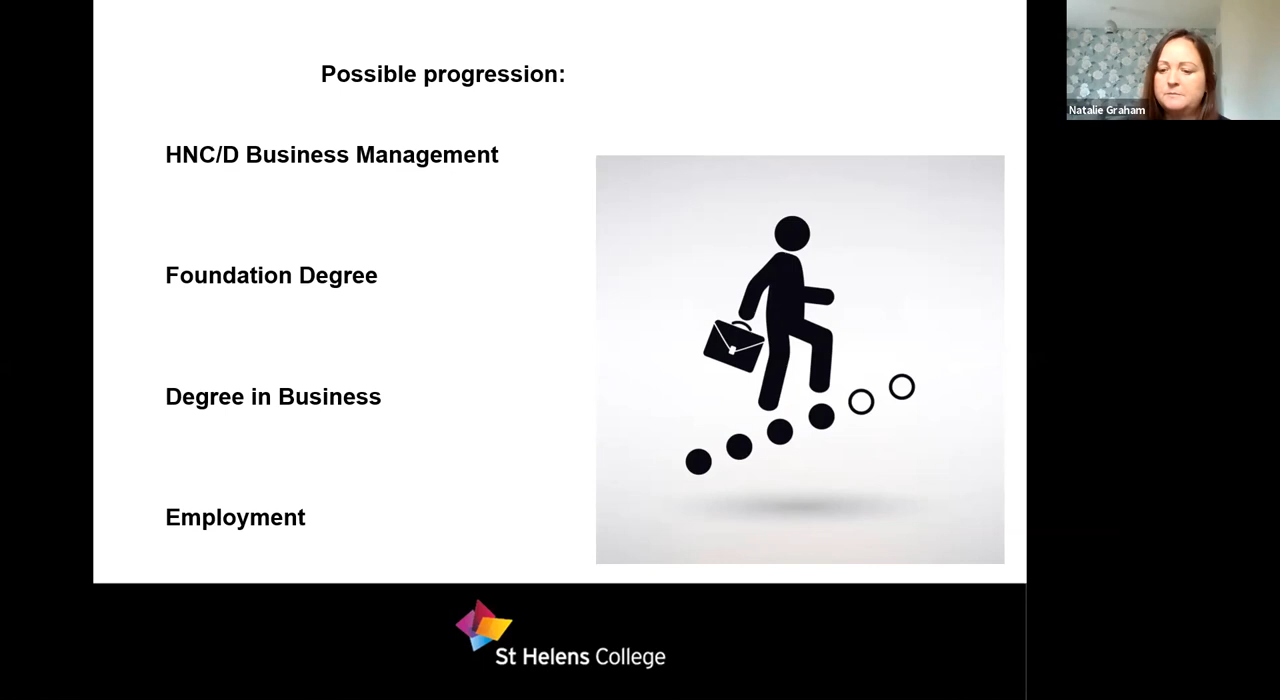 Possible progression:
HNC/D Business Management
Foundation Degree
Degree in Business
Employment
St Helens College
Natalie Graham